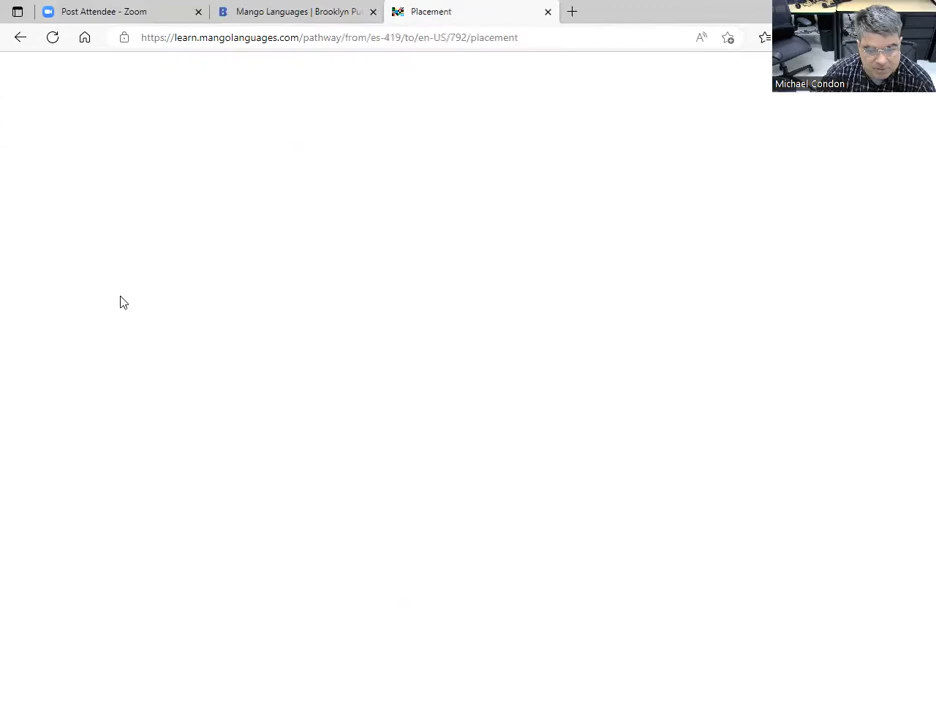 Post Attendee - Zoom
Mango Languages | Brooklyn Pu
Placement
https://learn.mangolanguages.com/pathway/from/es-419/to/en-US/792/placement
Michael Condon